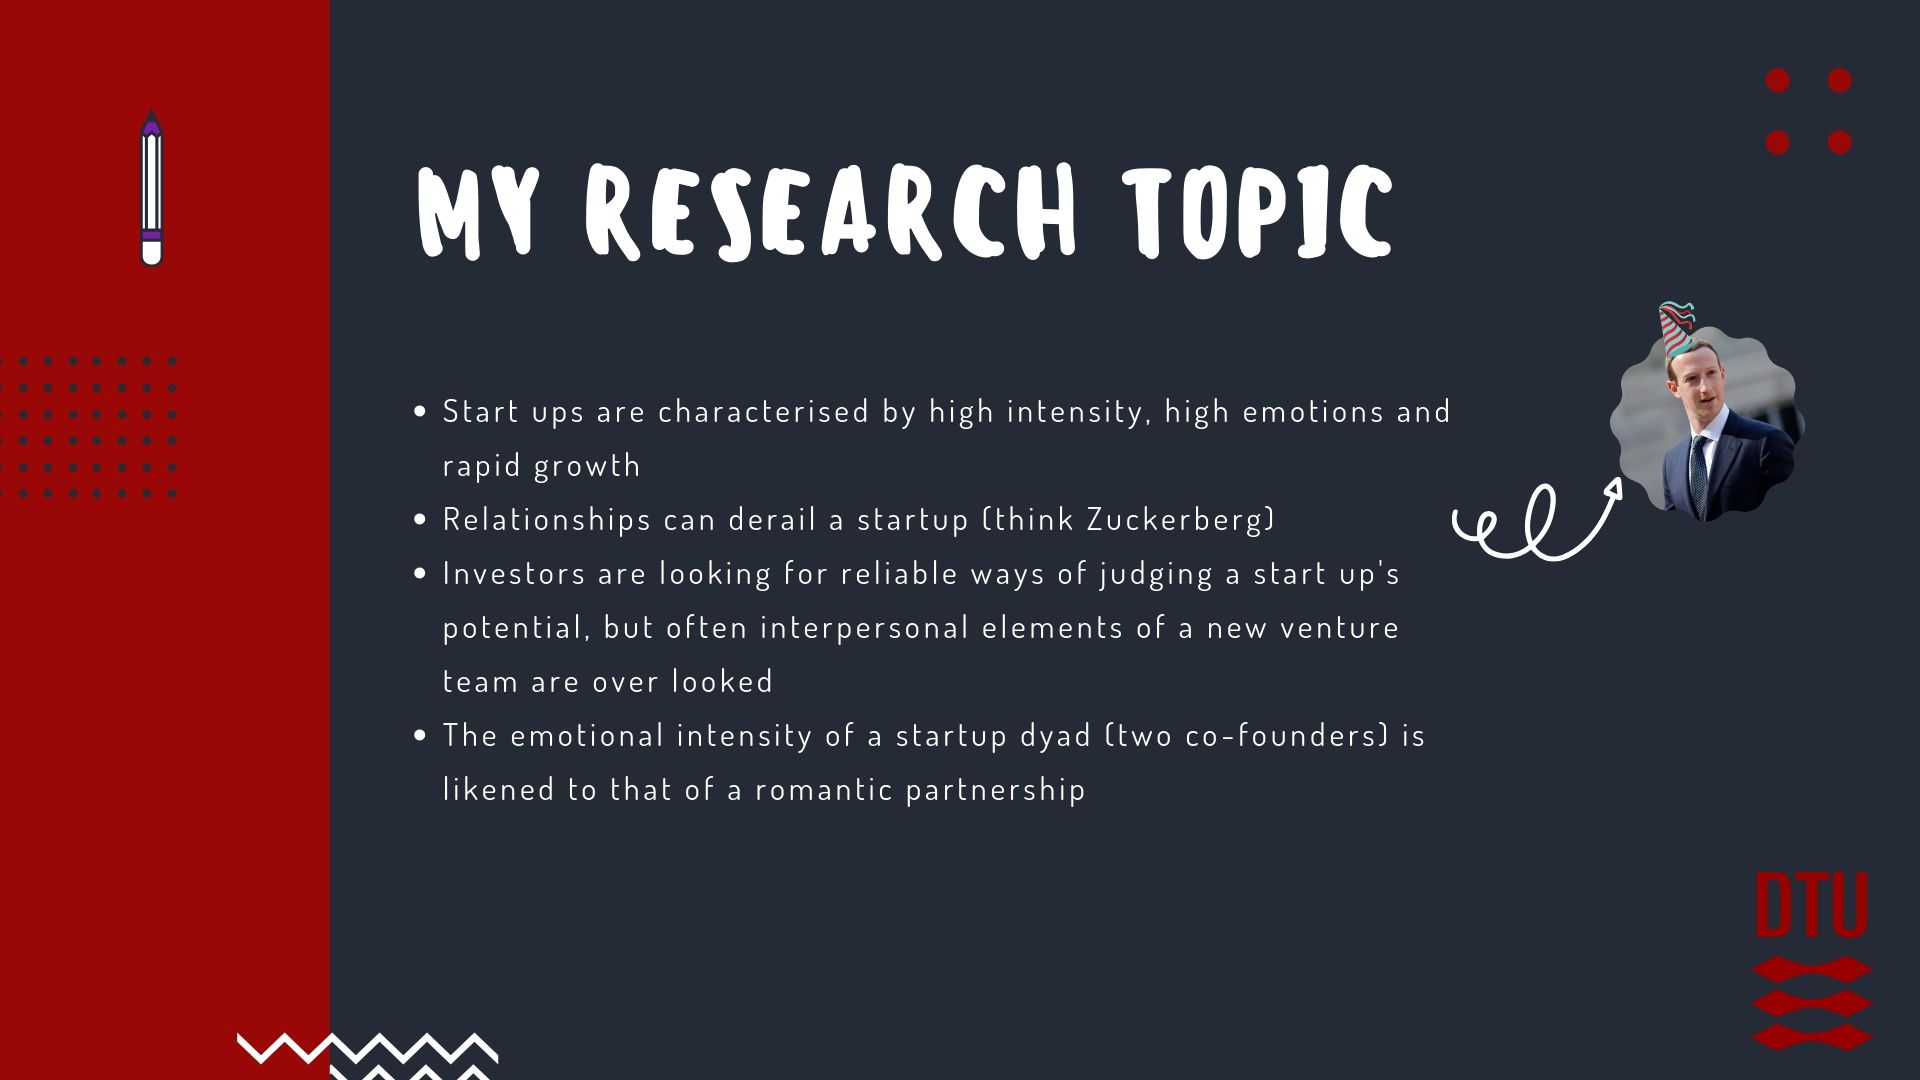 MY RESEARCH TOPIC
Start ups are characterised by high intensity, high emotions and
rapid growth
Relationships can derail a startup (think Zuckerberg)
Investors are looking for reliable ways of judging a start up's
potential, but often interpersonal elements of a new venture
team are over looked
The emotional intensity of a startup dyad (two co-founders) is
likened to that of a romantic partnership
DTU